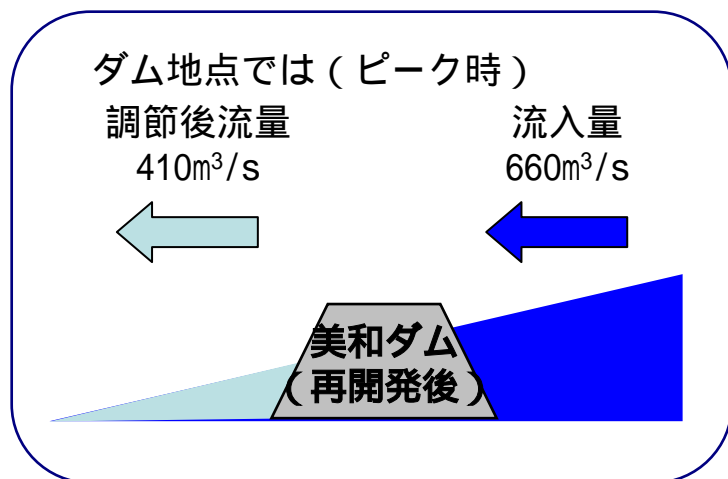 ダム地点では（ピーク時）
調節後流量
410m³/s
流入量
660m³/s
美和ダム
（再開発後）